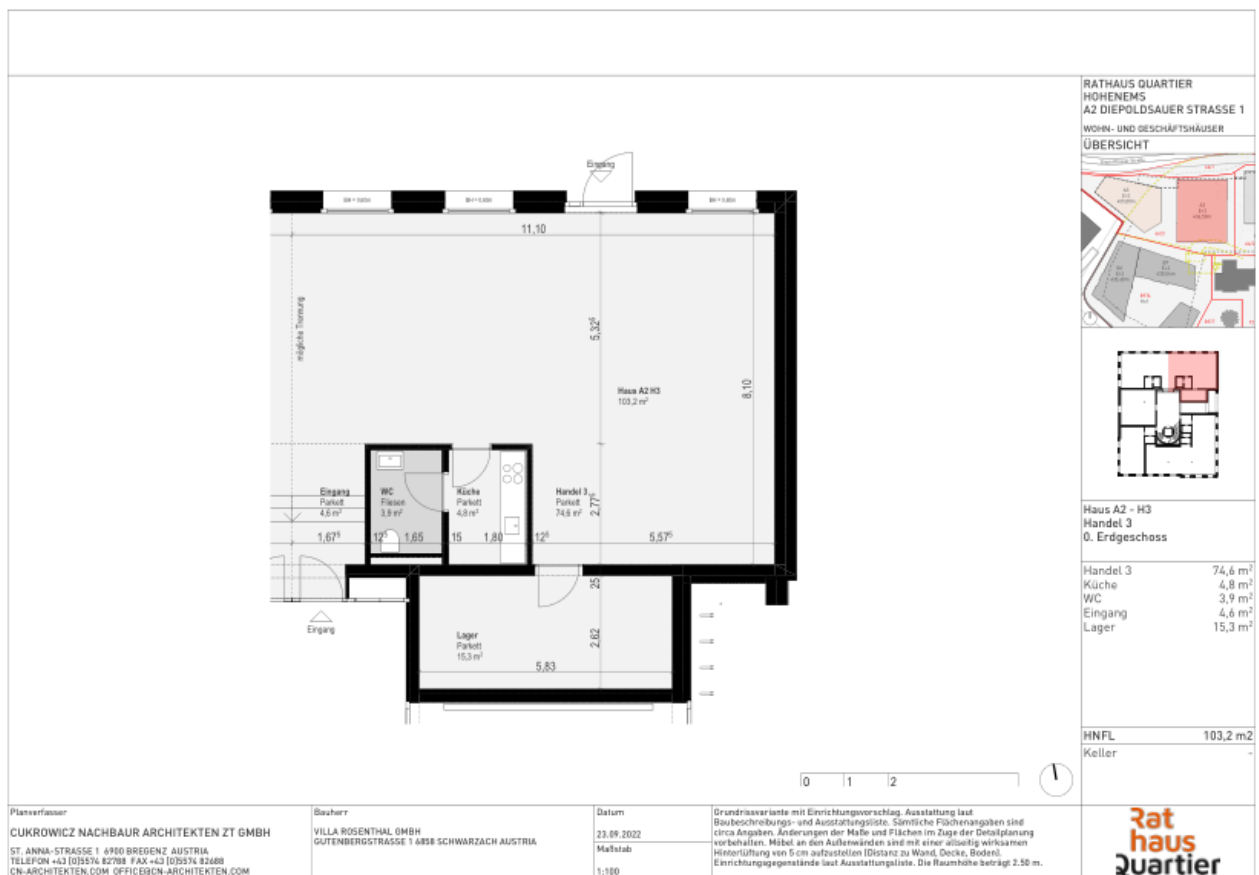 RATHAUS QUARTIER
HOHENEMS
A2 DIEPOLDSAUER STRASSE 1
WOHN- UND GESCHÄFTSHÄUSER
ÜBERSICHT
Eingang
11,10
mögliche Trennung
5,32⁵
8,10
Haus A2 H3
103,2 m²
Eingang
Parkett
4,6 m²
WC
Fliesen
3,9 m²
Küche
Parkett
4,8 m²
Handel 3
Parkett
74,6 m²
2,77⁵
1,67⁵
12⁵
1,65
15
1,80
12⁵
5,57⁵
Eingang
25
Lager
Parkett
15,3 m²
2,62
5,83
Haus A2 - H3
Handel 3
0. Erdgeschoss
Handel 3 74,6 m²
Küche 4,8 m²
WC 3,9 m²
Eingang 4,6 m²
Lager 15,3 m²
HNFL 103,2 m2
Keller -
0 1 2
Planverfasser
CUKROWICZ NACHBAUR ARCHITEKTEN ZT GMBH
ST. ANNA-STRASSE 1 6900 BREGENZ AUSTRIA
TELEFON +43 (0)5574 82788 FAX +43 (0)5574 82688
CN-ARCHITEKTEN.COM OFFICE@CN-ARCHITEKTEN.COM
Bauherr
VILLA ROSENTHAL GMBH
GUTENBERGSTRASSE 1 6858 SCHWARZACH AUSTRIA
Datum
23.09.2022
Maßstab
1:100
Grundrissvariante mit Einrichtungsvorschlag. Ausstattung laut
Baubeschreibungs- und Ausstattungsliste. Sämtliche Flächenangaben sind
circa Angaben. Änderungen der Maße und Flächen im Zuge der Detailplanung
vorbehalten. Möbel an den Außenwänden sind mit einer allseitig wirksamen
Hinterlüftung von 5 cm aufzustellen (Distanz zu Wand, Decke, Boden).
Einrichtungsgegenstände laut Ausstattungsliste. Die Raumhöhe beträgt 2.50 m.
Rat
haus
Quartier